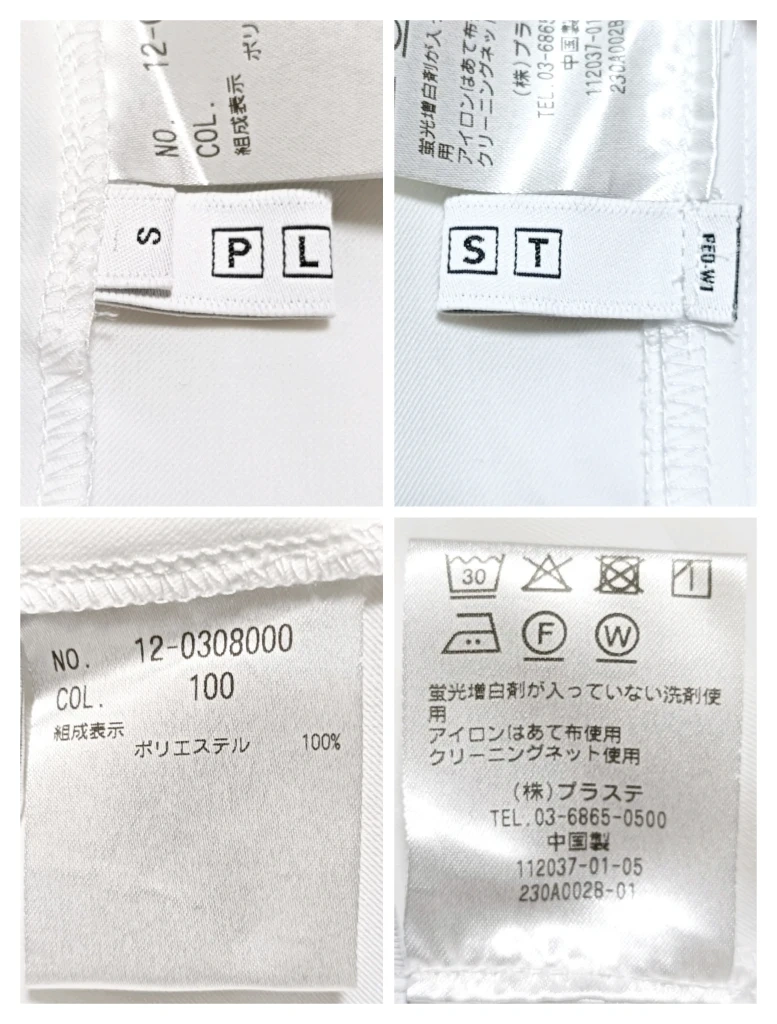 NO. 12-0
COL.
組成表示 ポリ
S
P L
蛍光増白剤が入っ
用
アイロンはあて布
クリーニングネッ
(株)プラ
TEL.03-6865
中国製
112037-01
230A002B
S T
PE0-W1
NO. 12-0308000
COL. 100
組成表示
ポリエステル 100%
30
F W
蛍光増白剤が入っていない洗剤使
用
アイロンはあて布使用
クリーニングネット使用
(株)プラステ
TEL.03-6865-0500
中国製
112037-01-05
230A002B-01